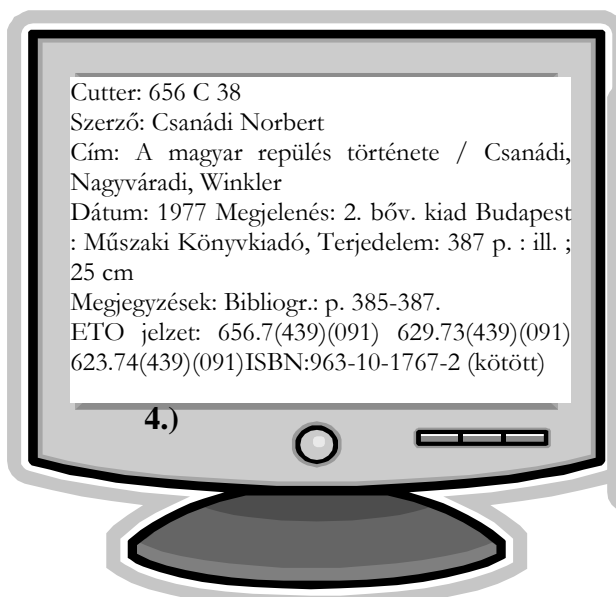 Cutter: 656 C 38
Szerző: Csanádi Norbert
Cím: A magyar repülés története / Csanádi,
Nagyváradi, Winkler
Dátum: 1977 Megjelenés: 2. bőv. kiad Budapest
: Műszaki Könyvkiadó, Terjedelem: 387 p. : ill. ;
25 cm
Megjegyzések: Bibliogr.: p. 385-387.
ETO jelzet: 656.7(439)(091) 629.73(439)(091)
623.74(439)(091)ISBN:963-10-1767-2 (kötött)
4.)